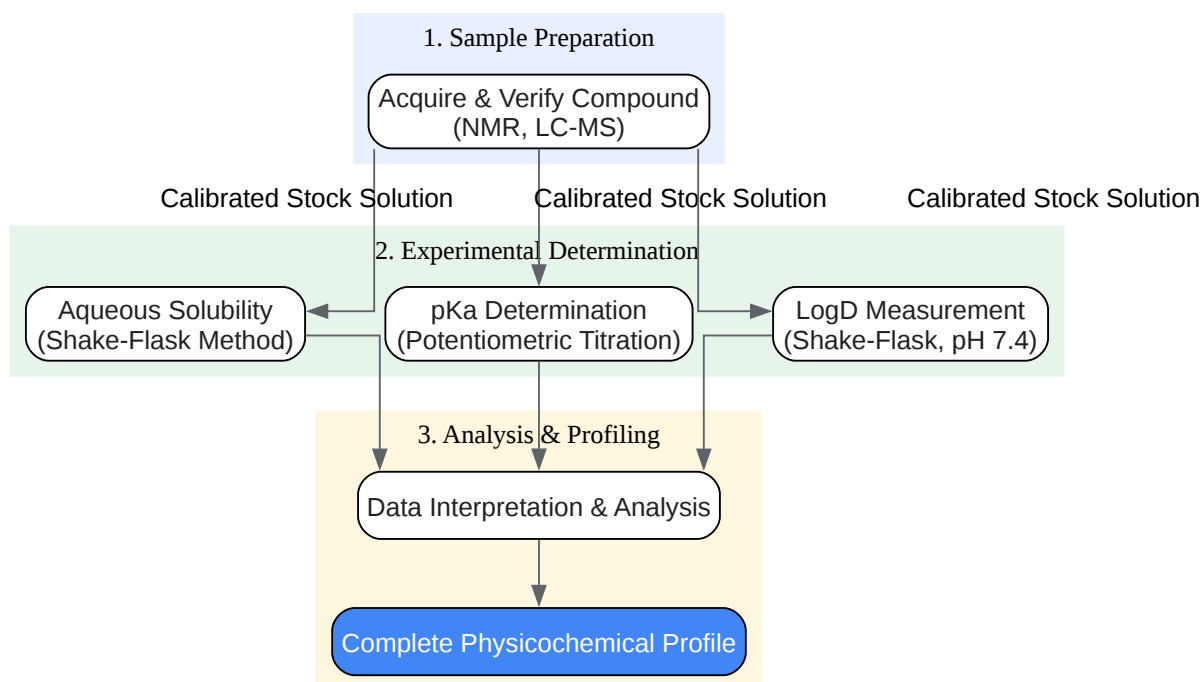 1. Sample Preparation
Acquire & Verify Compound
(NMR, LC-MS)
Calibrated Stock Solution
Calibrated Stock Solution
Calibrated Stock Solution
2. Experimental Determination
Aqueous Solubility
(Shake-Flask Method)
pKa Determination
(Potentiometric Titration)
LogD Measurement
(Shake-Flask, pH 7.4)
3. Analysis & Profiling
Data Interpretation & Analysis
Complete Physicochemical Profile